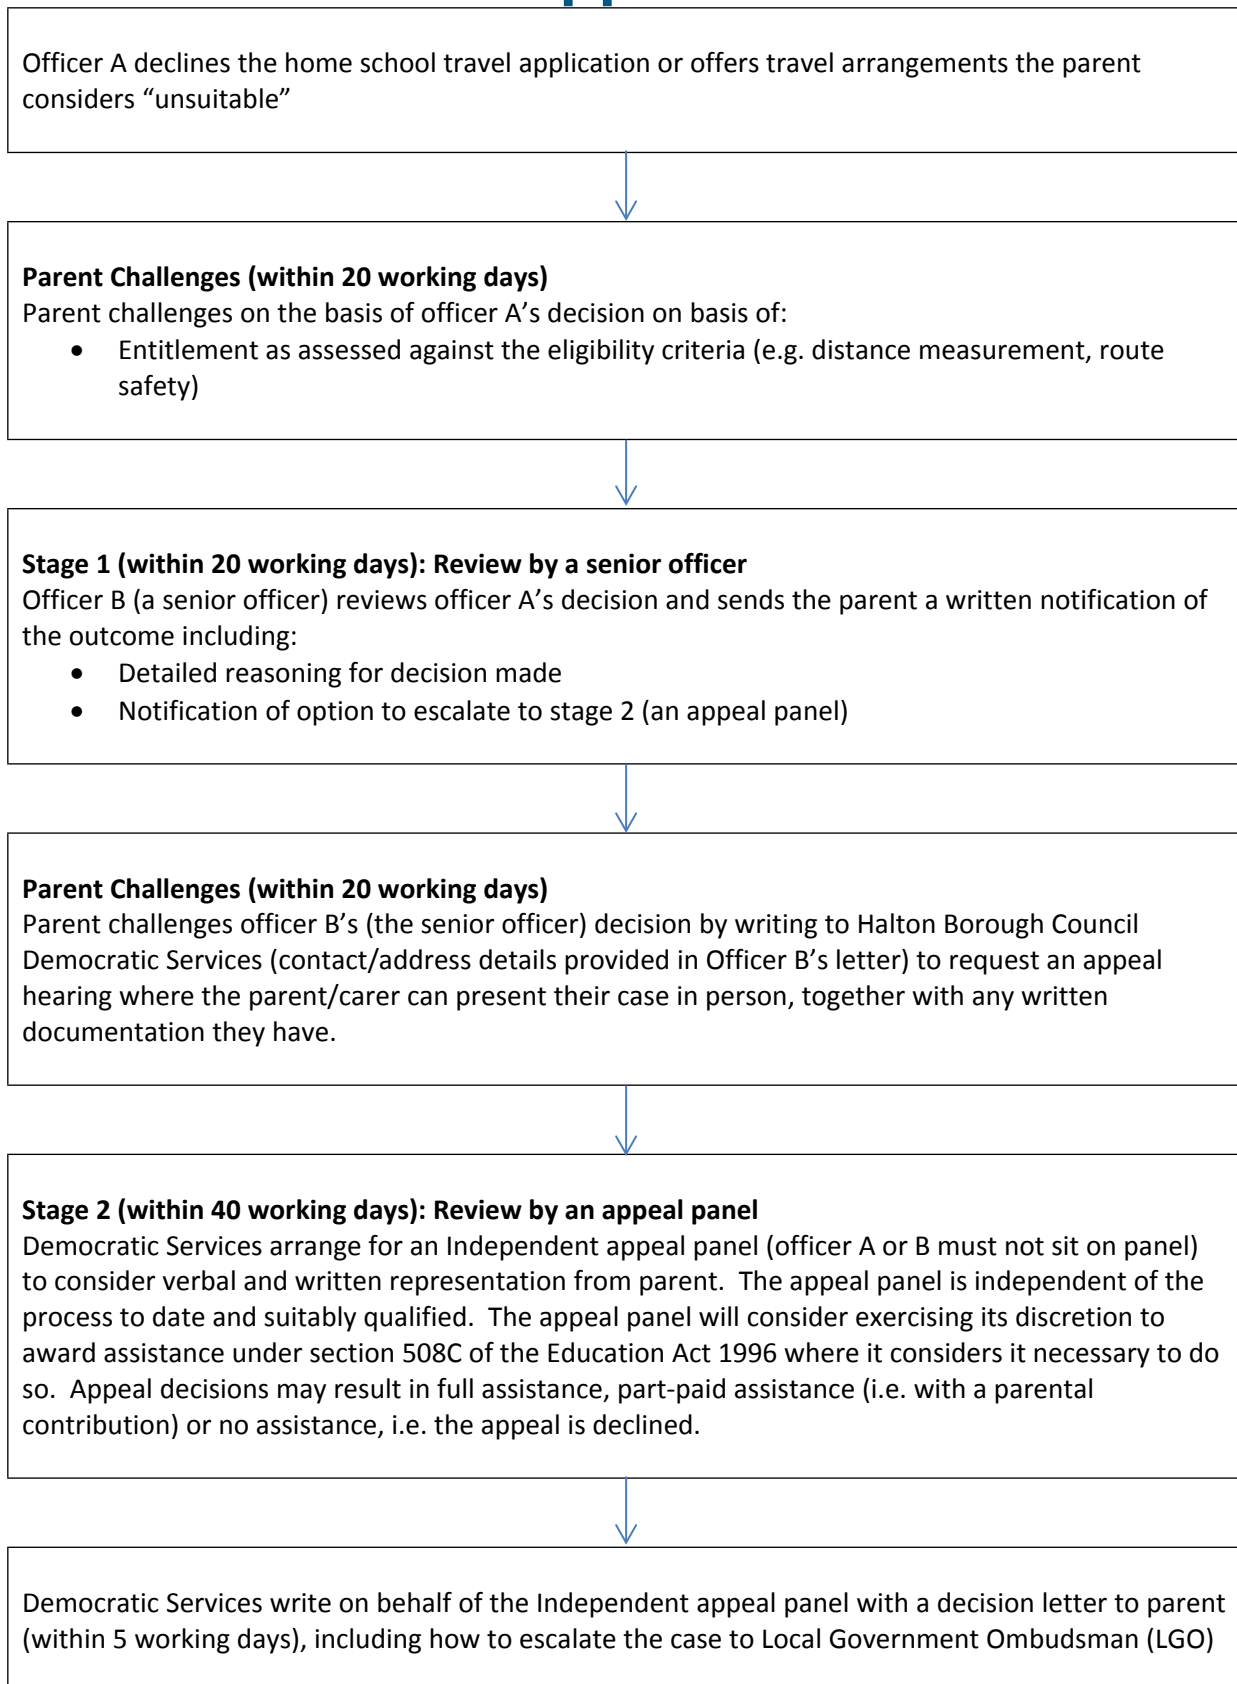 Officer A declines the home school travel application or offers travel arrangements the parent
considers “unsuitable”
Parent Challenges (within 20 working days)
Parent challenges on the basis of officer A’s decision on basis of:
• Entitlement as assessed against the eligibility criteria (e.g. distance measurement, route
safety)
Stage 1 (within 20 working days): Review by a senior officer
Officer B (a senior officer) reviews officer A’s decision and sends the parent a written notification of
the outcome including:
• Detailed reasoning for decision made
• Notification of option to escalate to stage 2 (an appeal panel)
Parent Challenges (within 20 working days)
Parent challenges officer B’s (the senior officer) decision by writing to Halton Borough Council
Democratic Services (contact/address details provided in Officer B’s letter) to request an appeal
hearing where the parent/carer can present their case in person, together with any written
documentation they have.
Stage 2 (within 40 working days): Review by an appeal panel
Democratic Services arrange for an Independent appeal panel (officer A or B must not sit on panel)
to consider verbal and written representation from parent.  The appeal panel is independent of the
process to date and suitably qualified.  The appeal panel will consider exercising its discretion to
award assistance under section 508C of the Education Act 1996 where it considers it necessary to do
so.  Appeal decisions may result in full assistance, part-paid assistance (i.e. with a parental
contribution) or no assistance, i.e. the appeal is declined.
Democratic Services write on behalf of the Independent appeal panel with a decision letter to parent
(within 5 working days), including how to escalate the case to Local Government Ombudsman (LGO)